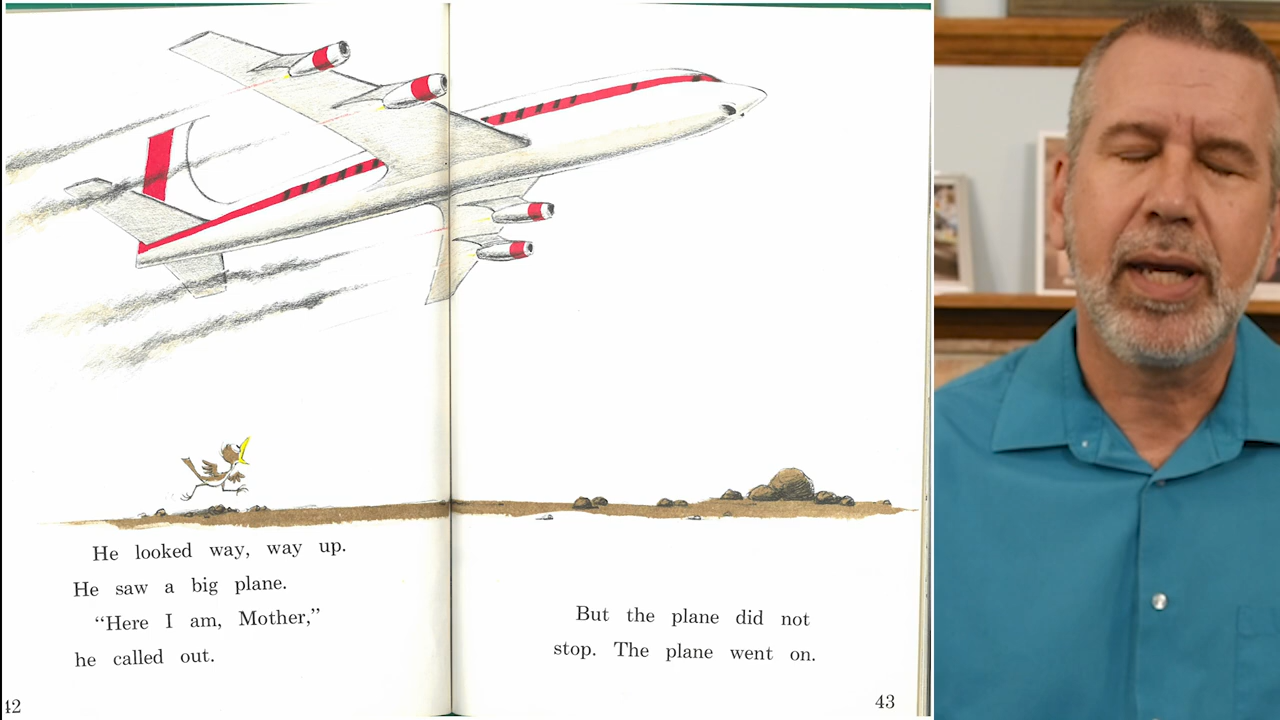 He looked way, way up.
He saw a big plane.
“Here I am, Mother,”
he called out.
42
But the plane did not
stop. The plane went on.
43